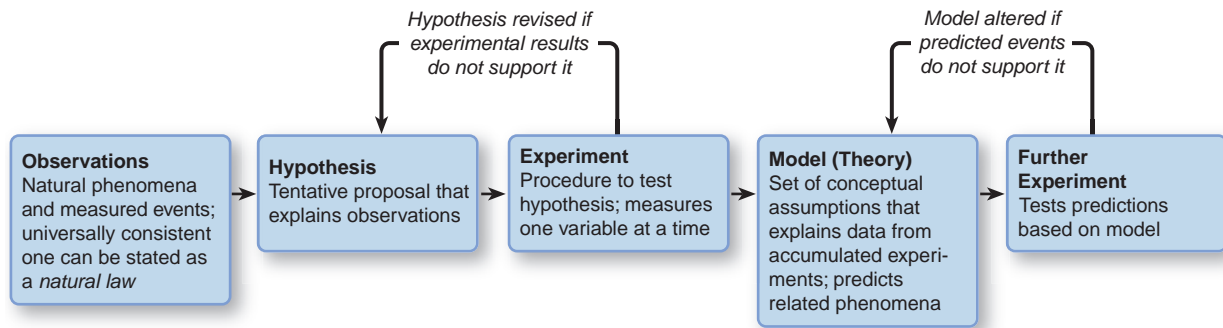 Hypothesis revised if
experimental results
do not support it
Model altered if
predicted events
do not support it
Observations
Natural phenomena
and measured events;
universally consistent
one can be stated as
a natural law
Hypothesis
Tentative proposal that
explains observations
Experiment
Procedure to test
hypothesis; measures
one variable at a time
Model (Theory)
Set of conceptual
assumptions that
explains data from
accumulated experi-
ments; predicts
related phenomena
Further
Experiment
Tests predictions
based on model